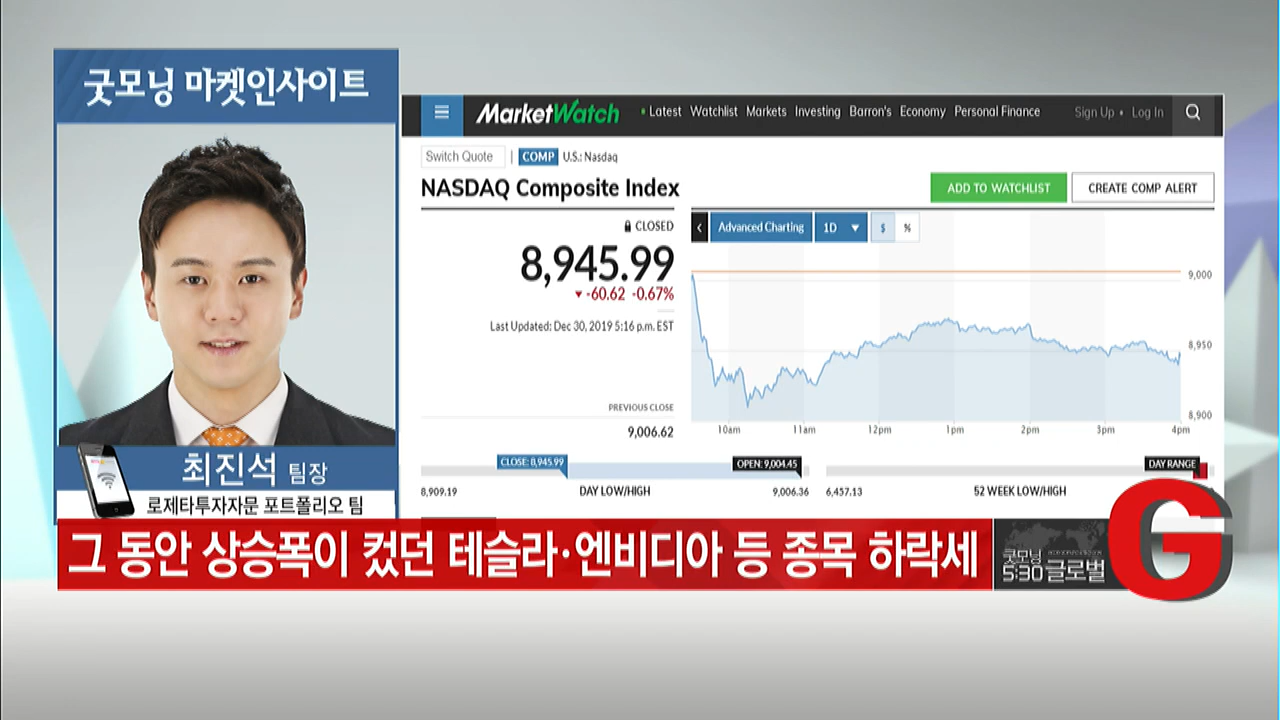 굿모닝 마켓인사이트
최진석 팀장
로제타투자자문 포트폴리오 팀
MarketWatch
Latest Watchlist Markets Investing Barron's Economy Personal Finance
Sign Up • Log In
Switch Quote | COMP U.S.: Nasdaq
NASDAQ Composite Index
ADD TO WATCHLIST
CREATE COMP ALERT
CLOSED
8,945.99
-60.62 -0.67%
Last Updated: Dec 30, 2019 5:16 p.m. EST
PREVIOUS CLOSE
9,006.62
Advanced Charting 1D $ %
9,000
8,950
8,900
10am 11am 12pm 1pm 2pm 3pm 4pm
CLOSE: 8,945.99
OPEN: 9,004.45
DAY RANGE
8,909.19 DAY LOW/HIGH 9,006.36
6,457.13 52 WEEK LOW/HIGH
그 동안 상승폭이 컸던 테슬라·엔비디아 등 종목 하락세
굿모닝
5:30 글로벌
G